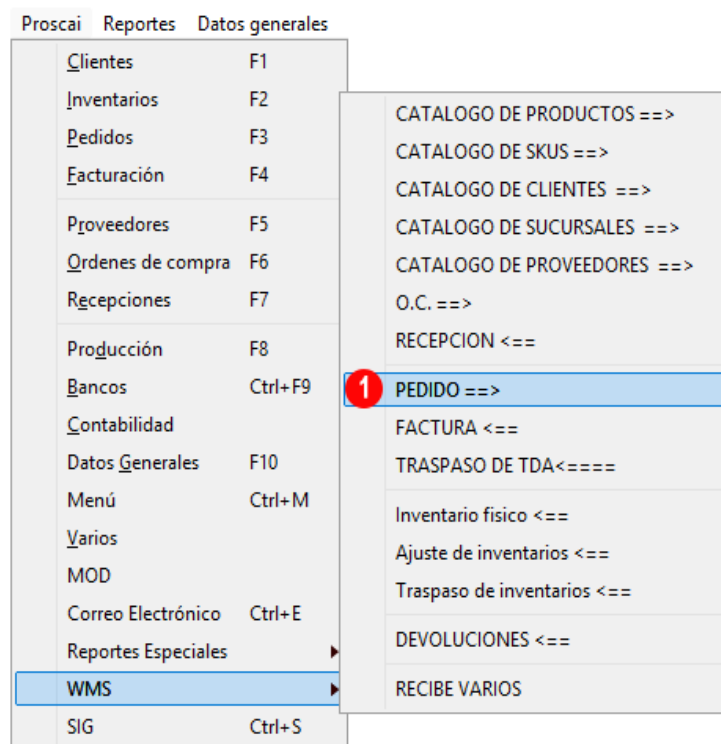 Proscai Reportes Datos generales
Clientes F1
Inventarios F2
Pedidos F3
Facturación F4
Proveedores F5
Ordenes de compra F6
Recepciones F7
Producción F8
Bancos Ctrl+F9
Contabilidad
Datos Generales F10
Menú Ctrl+M
Varios
MOD
Correo Electrónico Ctrl+E
Reportes Especiales
WMS
SIG Ctrl+S
CATALOGO DE PRODUCTOS ==>
CATALOGO DE SKUS ==>
CATALOGO DE CLIENTES ==>
CATALOGO DE SUCURSALES ==>
CATALOGO DE PROVEEDORES ==>
O.C. ==>
RECEPCION <==
1 PEDIDO ==>
FACTURA <==
TRASPASO DE TDA<====
Inventario fisico <==
Ajuste de inventarios <==
Traspaso de inventarios <==
DEVOLUCIONES <==
RECIBE VARIOS